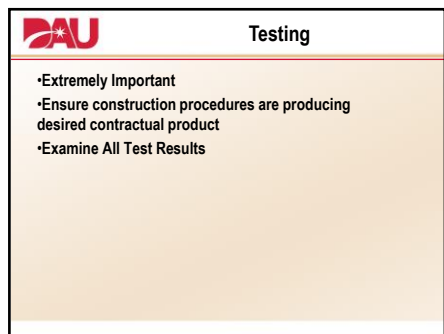 DAU
Testing
•Extremely Important
•Ensure construction procedures are producing
desired contractual product
•Examine All Test Results